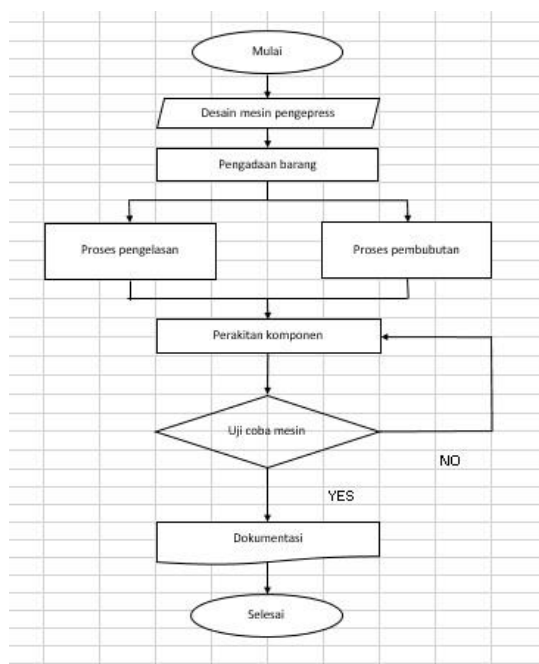 Mulai
Desain mesin pengepress
Pengadaan barang
Proses pengelasan
Proses pembubutan
Perakitan komponen
Uji coba mesin
NO
YES
Dokumentasi
Selesai